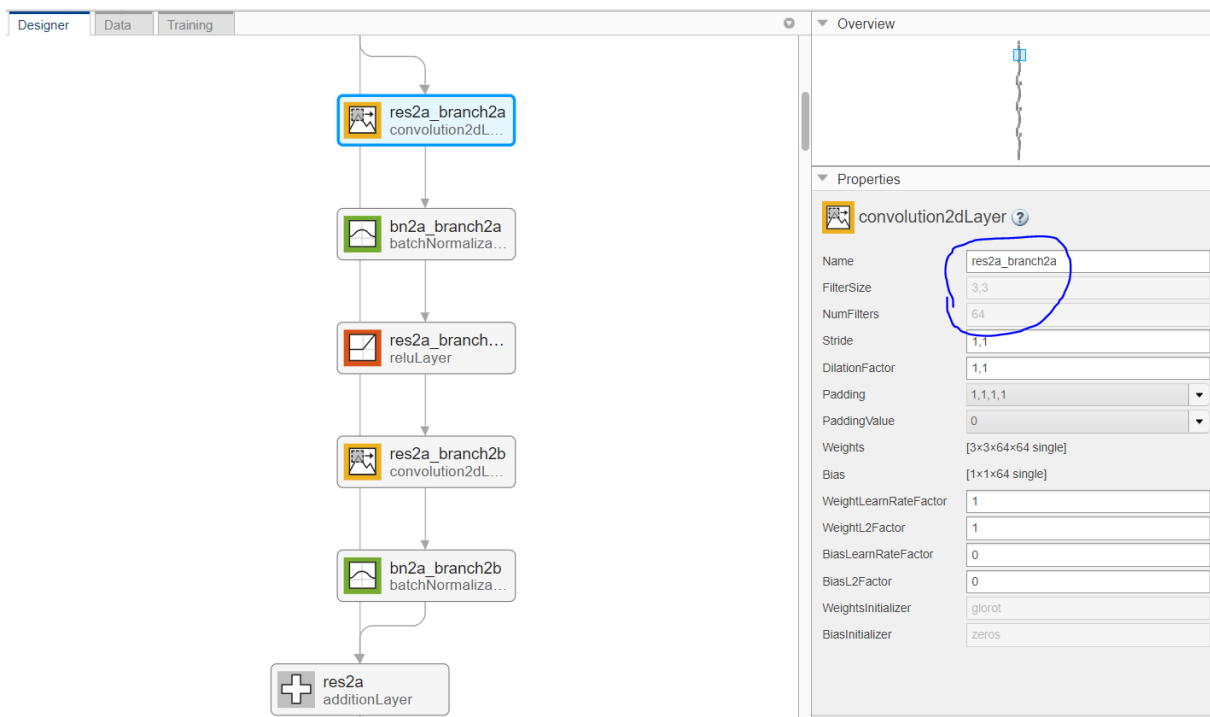 Designer Data Training
res2a_branch2a
convolution2dL...
bn2a_branch2a
batchNormaliza...
res2a_branch...
reluLayer
res2a_branch2b
convolution2dL...
bn2a_branch2b
batchNormaliza...
res2a
additionLayer
Overview
Properties
convolution2dLayer ?
Name res2a_branch2a
FilterSize 3,3
NumFilters 64
Stride 1,1
DilationFactor 1,1
Padding 1,1,1,1
PaddingValue 0
Weights [3×3×64×64 single]
Bias [1×1×64 single]
WeightLearnRateFactor 1
WeightL2Factor 1
BiasLearnRateFactor 0
BiasL2Factor 0
WeightsInitializer glorot
BiasInitializer zeros